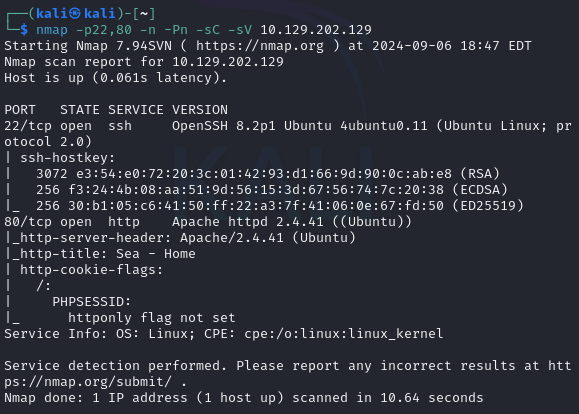 ┌──(kali㉿kali)-[~]
└─$ nmap -p22,80 -n -Pn -sC -sV 10.129.202.129
Starting Nmap 7.94SVN ( https://nmap.org ) at 2024-09-06 18:47 EDT
Nmap scan report for 10.129.202.129
Host is up (0.061s latency).

PORT   STATE SERVICE VERSION
22/tcp open  ssh     OpenSSH 8.2p1 Ubuntu 4ubuntu0.11 (Ubuntu Linux; pr
otocol 2.0)
| ssh-hostkey:
|   3072 e3:54:e0:72:20:3c:01:42:93:d1:66:9d:90:0c:ab:e8 (RSA)
|   256 f3:24:4b:08:aa:51:9d:56:15:3d:67:56:74:7c:20:38 (ECDSA)
|_  256 30:b1:05:c6:41:50:ff:22:a3:7f:41:06:0e:67:fd:50 (ED25519)
80/tcp open  http    Apache httpd 2.4.41 ((Ubuntu))
|_http-server-header: Apache/2.4.41 (Ubuntu)
|_http-title: Sea - Home
| http-cookie-flags:
|   /:
|     PHPSESSID:
|_      httponly flag not set
Service Info: OS: Linux; CPE: cpe:/o:linux:linux_kernel

Service detection performed. Please report any incorrect results at htt
ps://nmap.org/submit/ .
Nmap done: 1 IP address (1 host up) scanned in 10.64 seconds